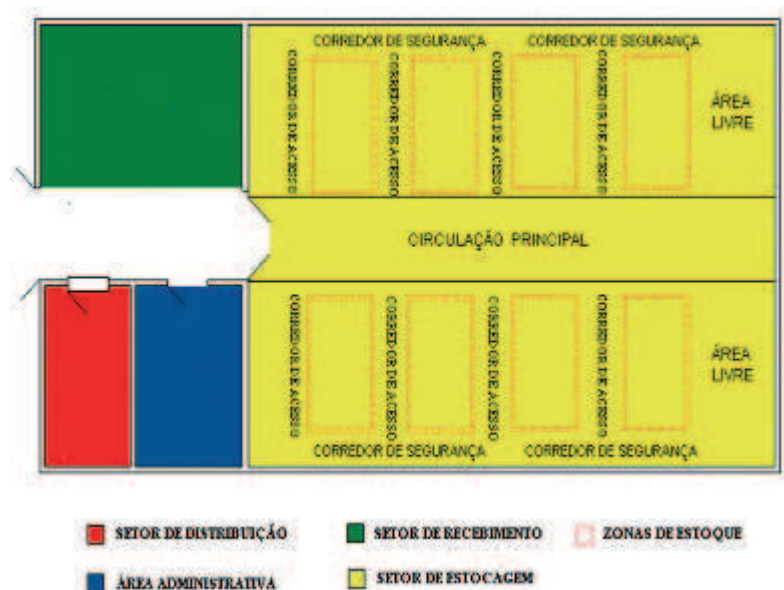 CORREDOR DE SEGURANÇA CORREDOR DE SEGURANÇA
CORREDOR DE ACESSO
CORREDOR DE ACESSO
CORREDOR DE ACESSO
CORREDOR DE ACESSO
ÁREA
LIVRE
CIRCULAÇÃO PRINCIPAL
CORREDOR DE ACESSO
CORREDOR DE ACESSO
CORREDOR DE ACESSO
CORREDOR DE ACESSO
ÁREA
LIVRE
CORREDOR DE SEGURANÇA CORREDOR DE SEGURANÇA
SETOR DE DISTRIBUIÇÃO SETOR DE RECEBIMENTO ZONAS DE ESTOQUE
ÁREA ADMINISTRATIVA SETOR DE ESTOCAGEM